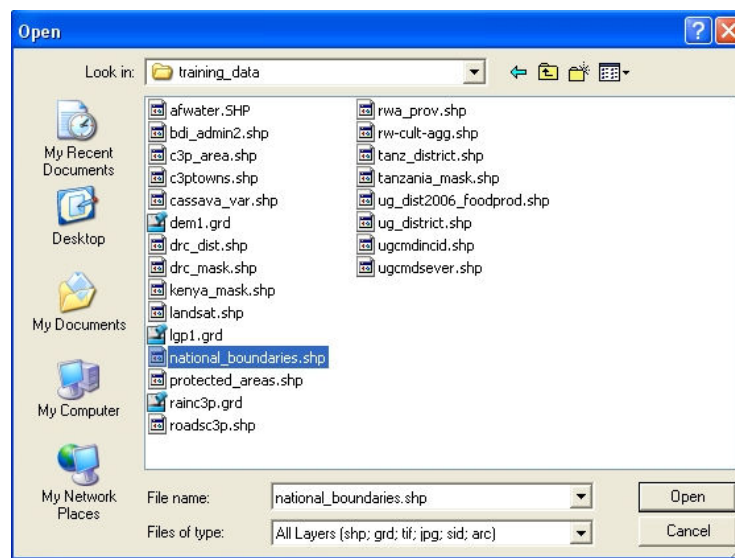 Open
Look in:
training_data
My Recent
Documents
Desktop
My Documents
My Computer
My Network
Places
afwater.SHP
bdi_admin2.shp
c3p_area.shp
c3ptowns.shp
cassava_var.shp
dem1.grd
drc_dist.shp
drc_mask.shp
kenya_mask.shp
landsat.shp
lgp1.grd
national_boundaries.shp
protected_areas.shp
rainc3p.grd
roadsc3p.shp
rwa_prov.shp
rw-cult-agg.shp
tanz_district.shp
tanzania_mask.shp
ug_dist2006_foodprod.shp
ug_district.shp
ugcmdincid.shp
ugcmdsever.shp
File name:
national_boundaries.shp
Open
Files of type:
All Layers (shp; grd; tif; jpg; sid; arc)
Cancel